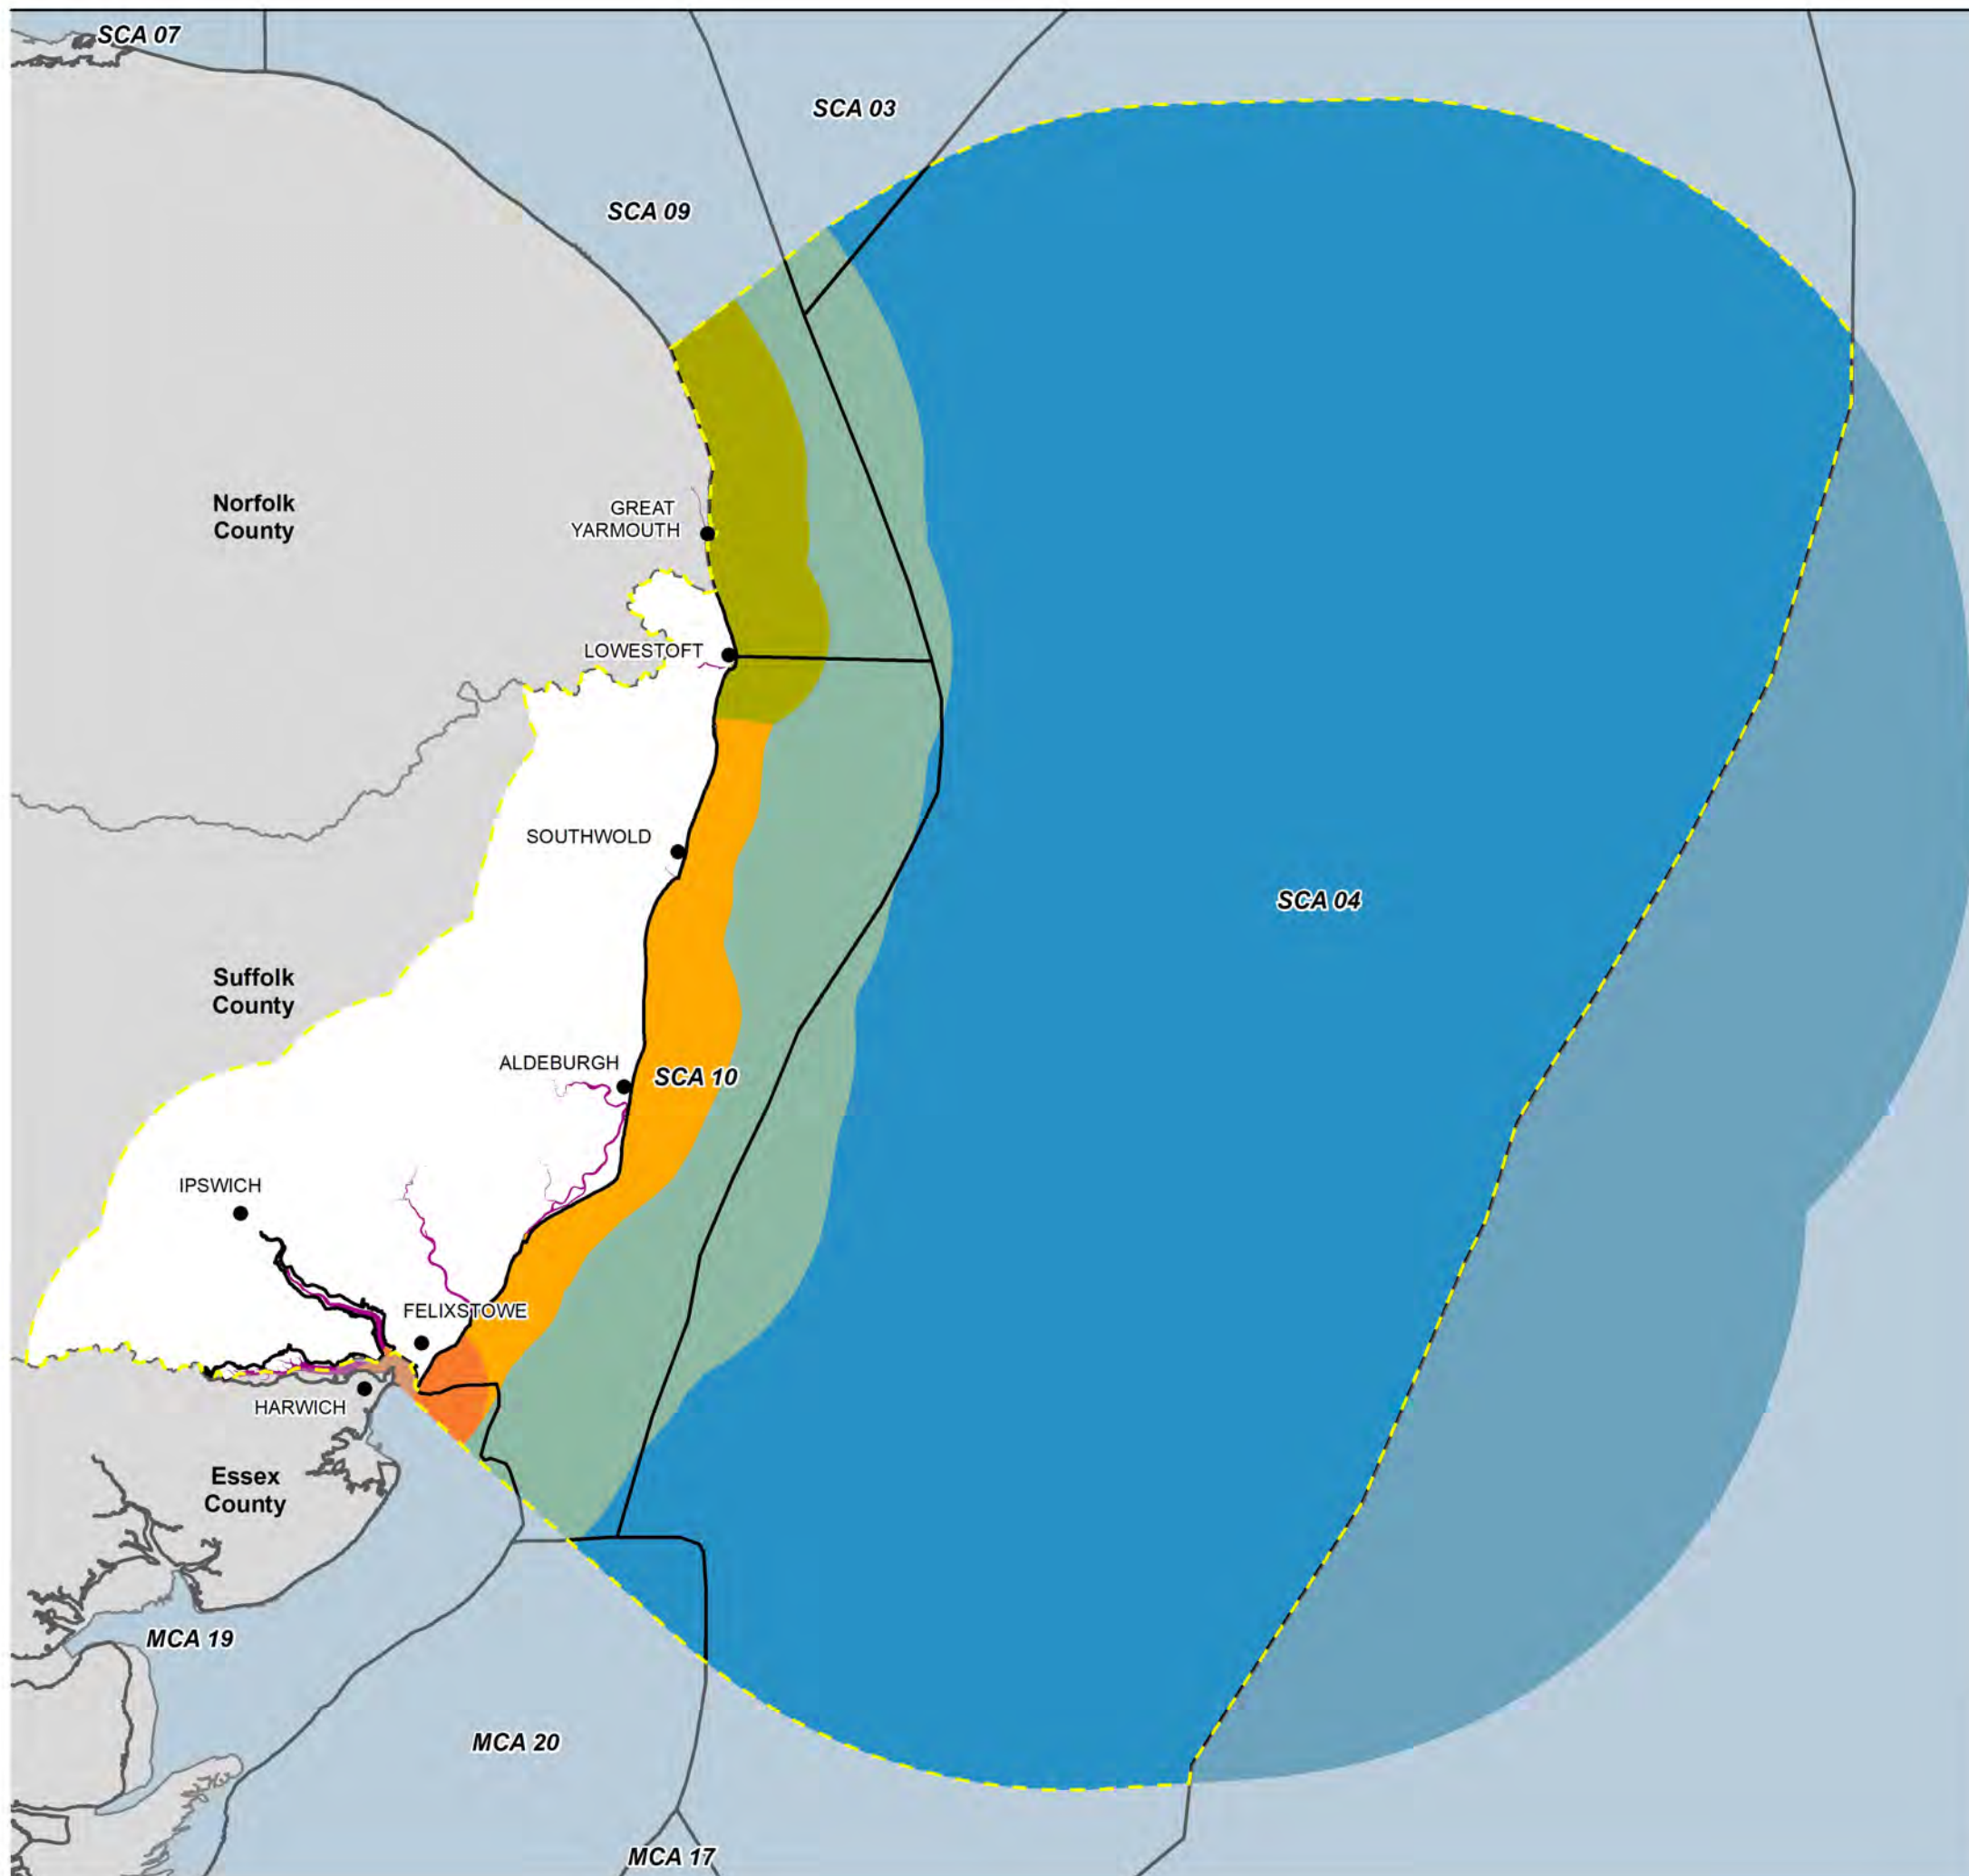 SCA 07
SCA 03
SCA 09
Norfolk
County
GREAT
YARMOUTH
LOWESTOFT
SOUTHWOLD
SCA 04
Suffolk
County
ALDEBURGH
SCA 10
IPSWICH
FELIXSTOWE
HARWICH
Essex
County
MCA 19
MCA 20
MCA 17